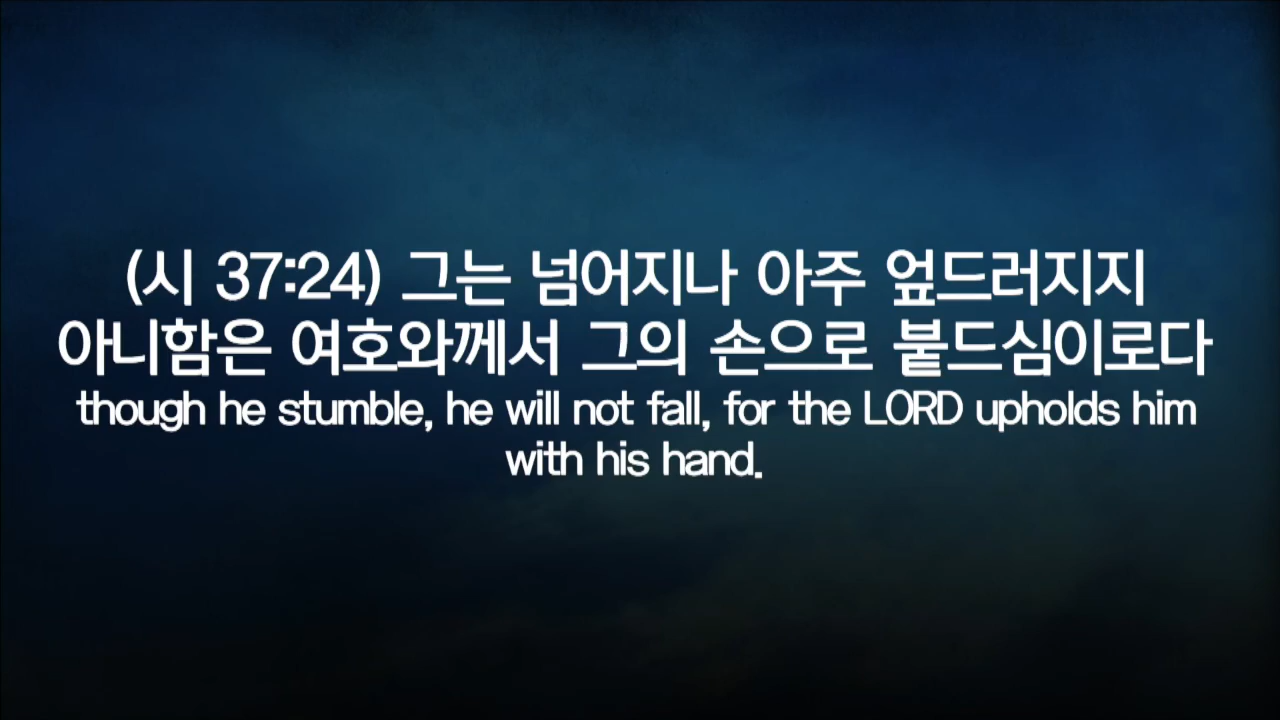 (시 37:24) 그는 넘어지나 아주 엎드러지지
아니함은 여호와께서 그의 손으로 붙드심이로다
though he stumble, he will not fall, for the LORD upholds him
with his hand.